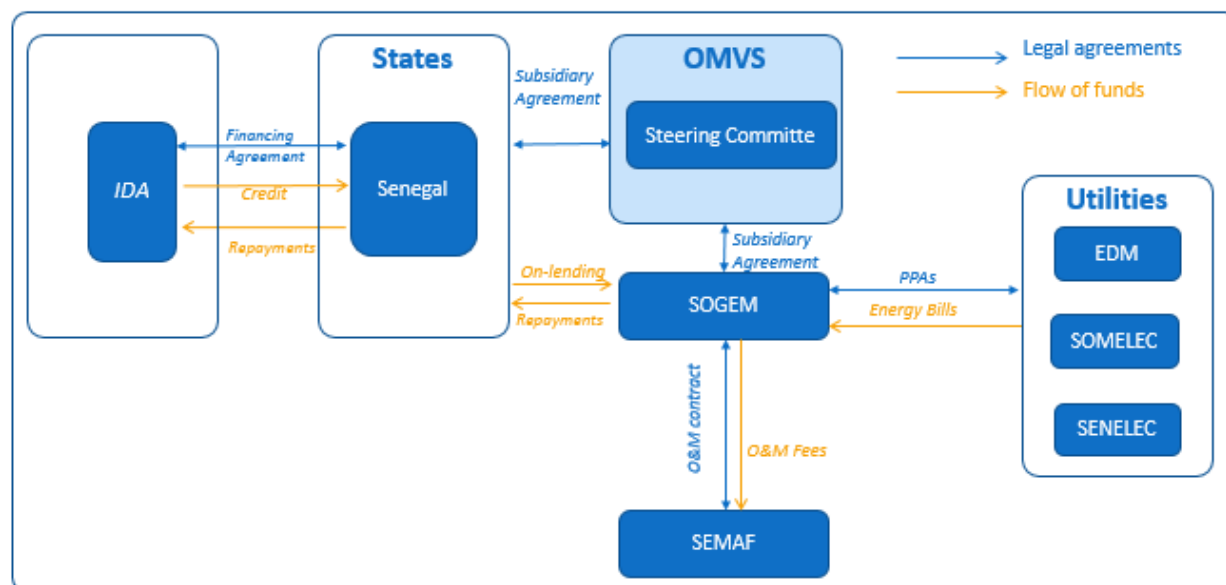 States
OMVS
Legal agreements
Flow of funds
Subsidiary
Agreement
Steering Committe
Financing
Agreement
IDA
Senegal
Credit
Repayments
Utilities
EDM
SOMELEC
SENELEC
Subsidiary
Agreement
On-lending
Repayments
SOGEM
PPAs
Energy Bills
O&M contract
O&M Fees
SEMAF